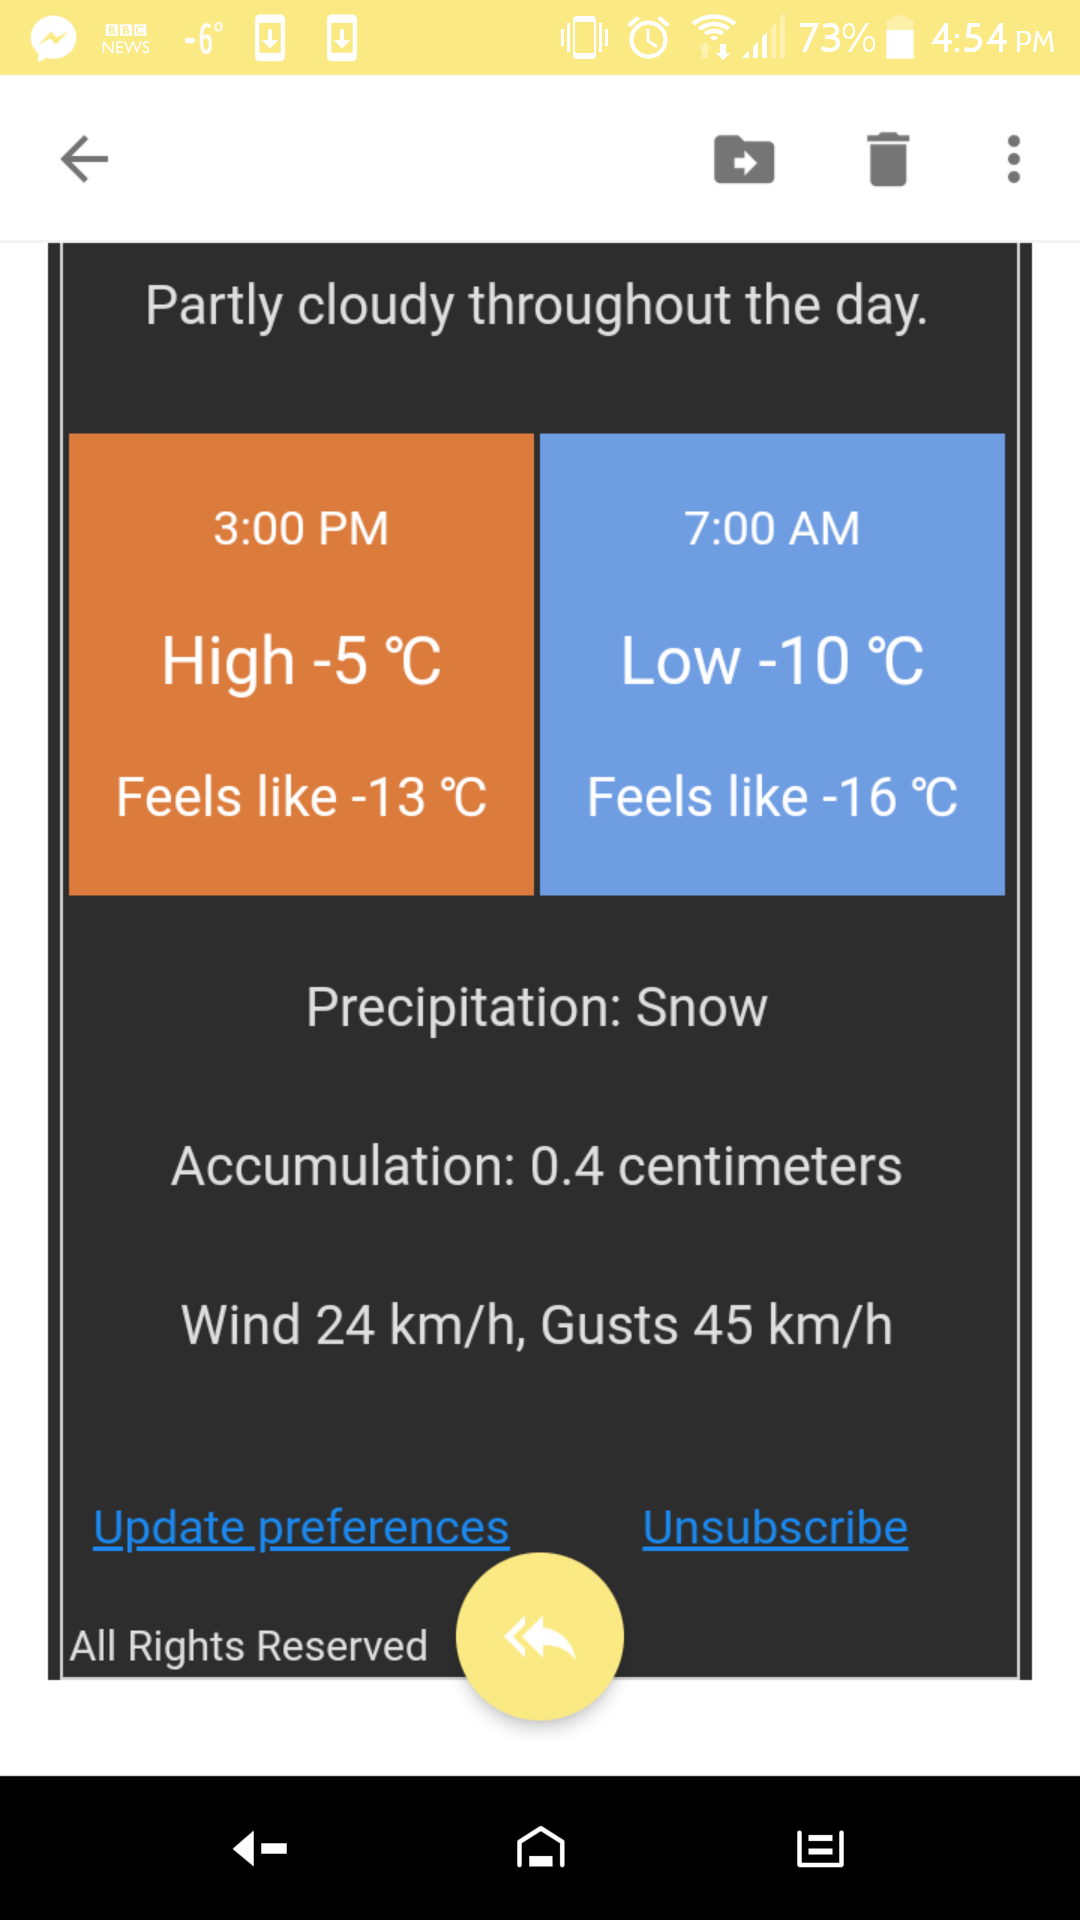 BBC NEWS -6° 73% 4:54 PM
Partly cloudy throughout the day.
3:00 PM
High -5 °C
Feels like -13 °C
7:00 AM
Low -10 °C
Feels like -16 °C
Precipitation: Snow
Accumulation: 0.4 centimeters
Wind 24 km/h, Gusts 45 km/h
Update preferences Unsubscribe
All Rights Reserved